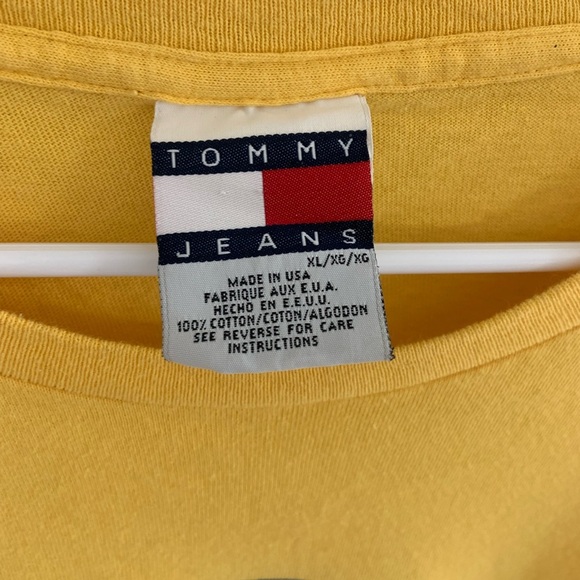 TOMMY
JEANS
XL/XG/XG
MADE IN USA
FABRIQUE AUX E.U.A.
HECHO EN E.E.U.U.
100% COTTON/COTON/ALGODON
SEE REVERSE FOR CARE
INSTRUCTIONS